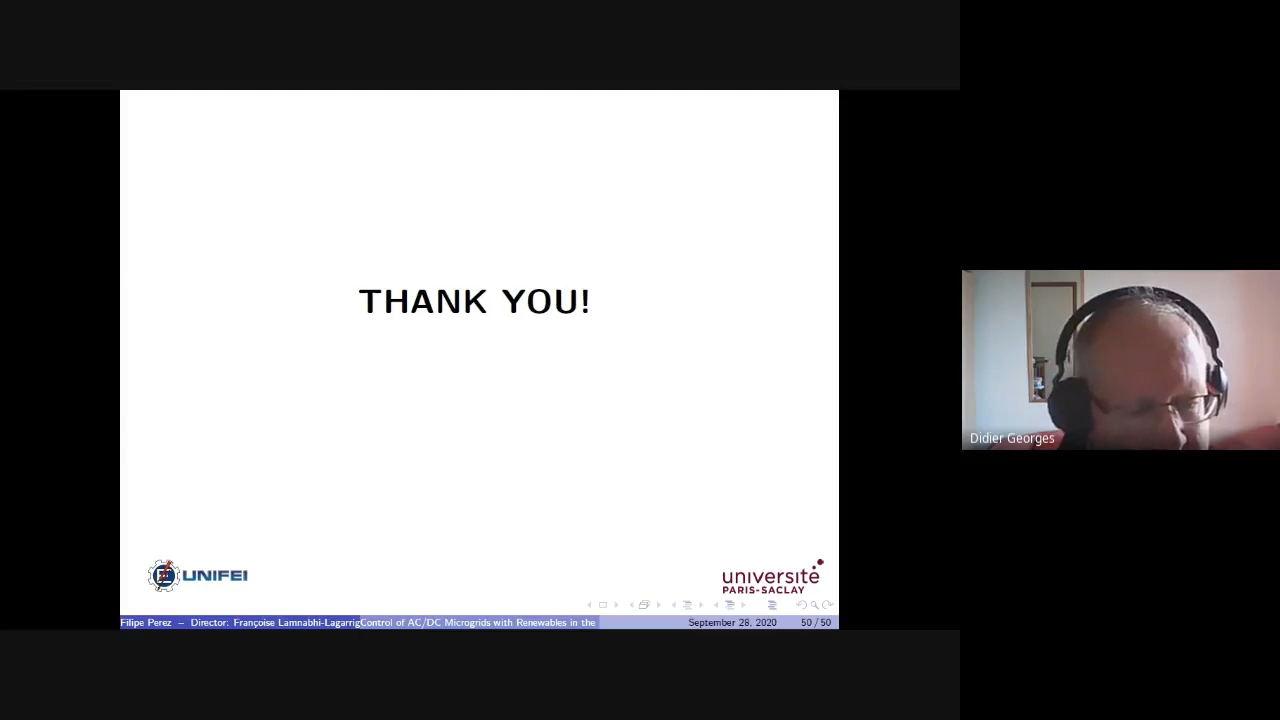 THANK YOU!
Didier Georges
UNIFEI
université
PARIS-SACLAY
Filipe Perez – Director: Françoise Lamnabhi-Lagarrig
Control of AC/DC Microgrids with Renewables in the
September 28, 2020
50 / 50